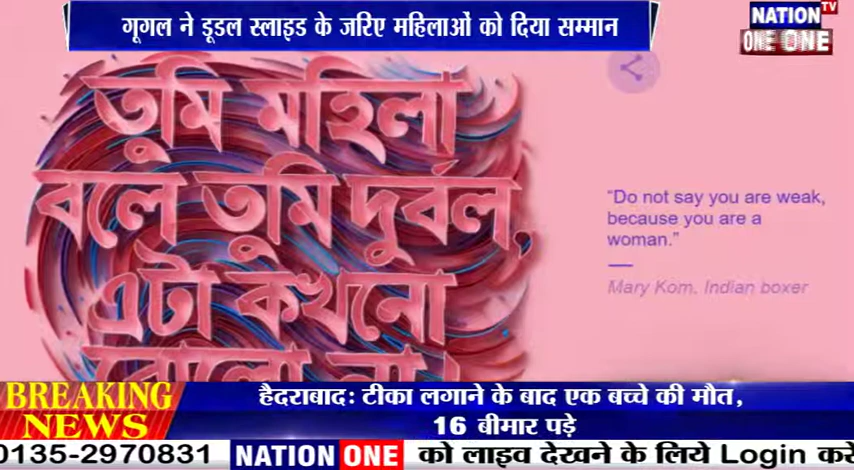 गूगल ने डूडल स्लाइड के जरिए महिलाओं को दिया सम्मान
NATION TV
ONE ONE
তুমি মহিলা
বলে তুমি দুর্বল,
এটা কখনো
বোলো না।
“Do not say you are weak,
because you are a
woman.”
Mary Kom, Indian boxer
BREAKING
NEWS
हैदराबाद: टीका लगाने के बाद एक बच्चे की मौत,
16 बीमार पड़े
0135-2970831 NATION ONE को लाइव देखने के लिये Login करे